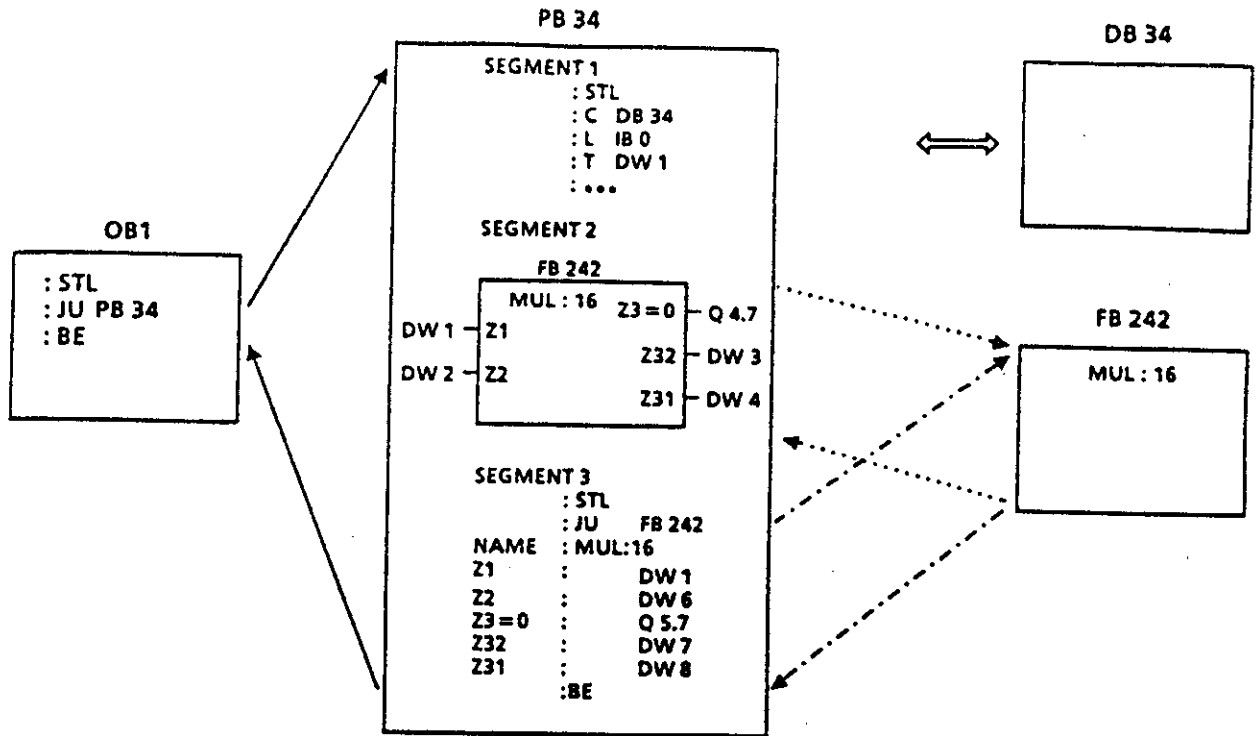 PB 34
SEGMENT 1
: STL
: C DB 34
: L IB 0
: T DW 1
: •••
SEGMENT 2
FB 242
MUL : 16
Z3 = 0 Q 4.7
DW 1 Z1
Z32 DW 3
DW 2 Z2
Z31 DW 4
SEGMENT 3
: STL
: JU FB 242
NAME : MUL:16
Z1 : DW 1
Z2 : DW 6
Z3 = 0 : Q 5.7
Z32 : DW 7
Z31 : DW 8
:BE
OB1
: STL
: JU PB 34
: BE
DB 34
FB 242
MUL : 16